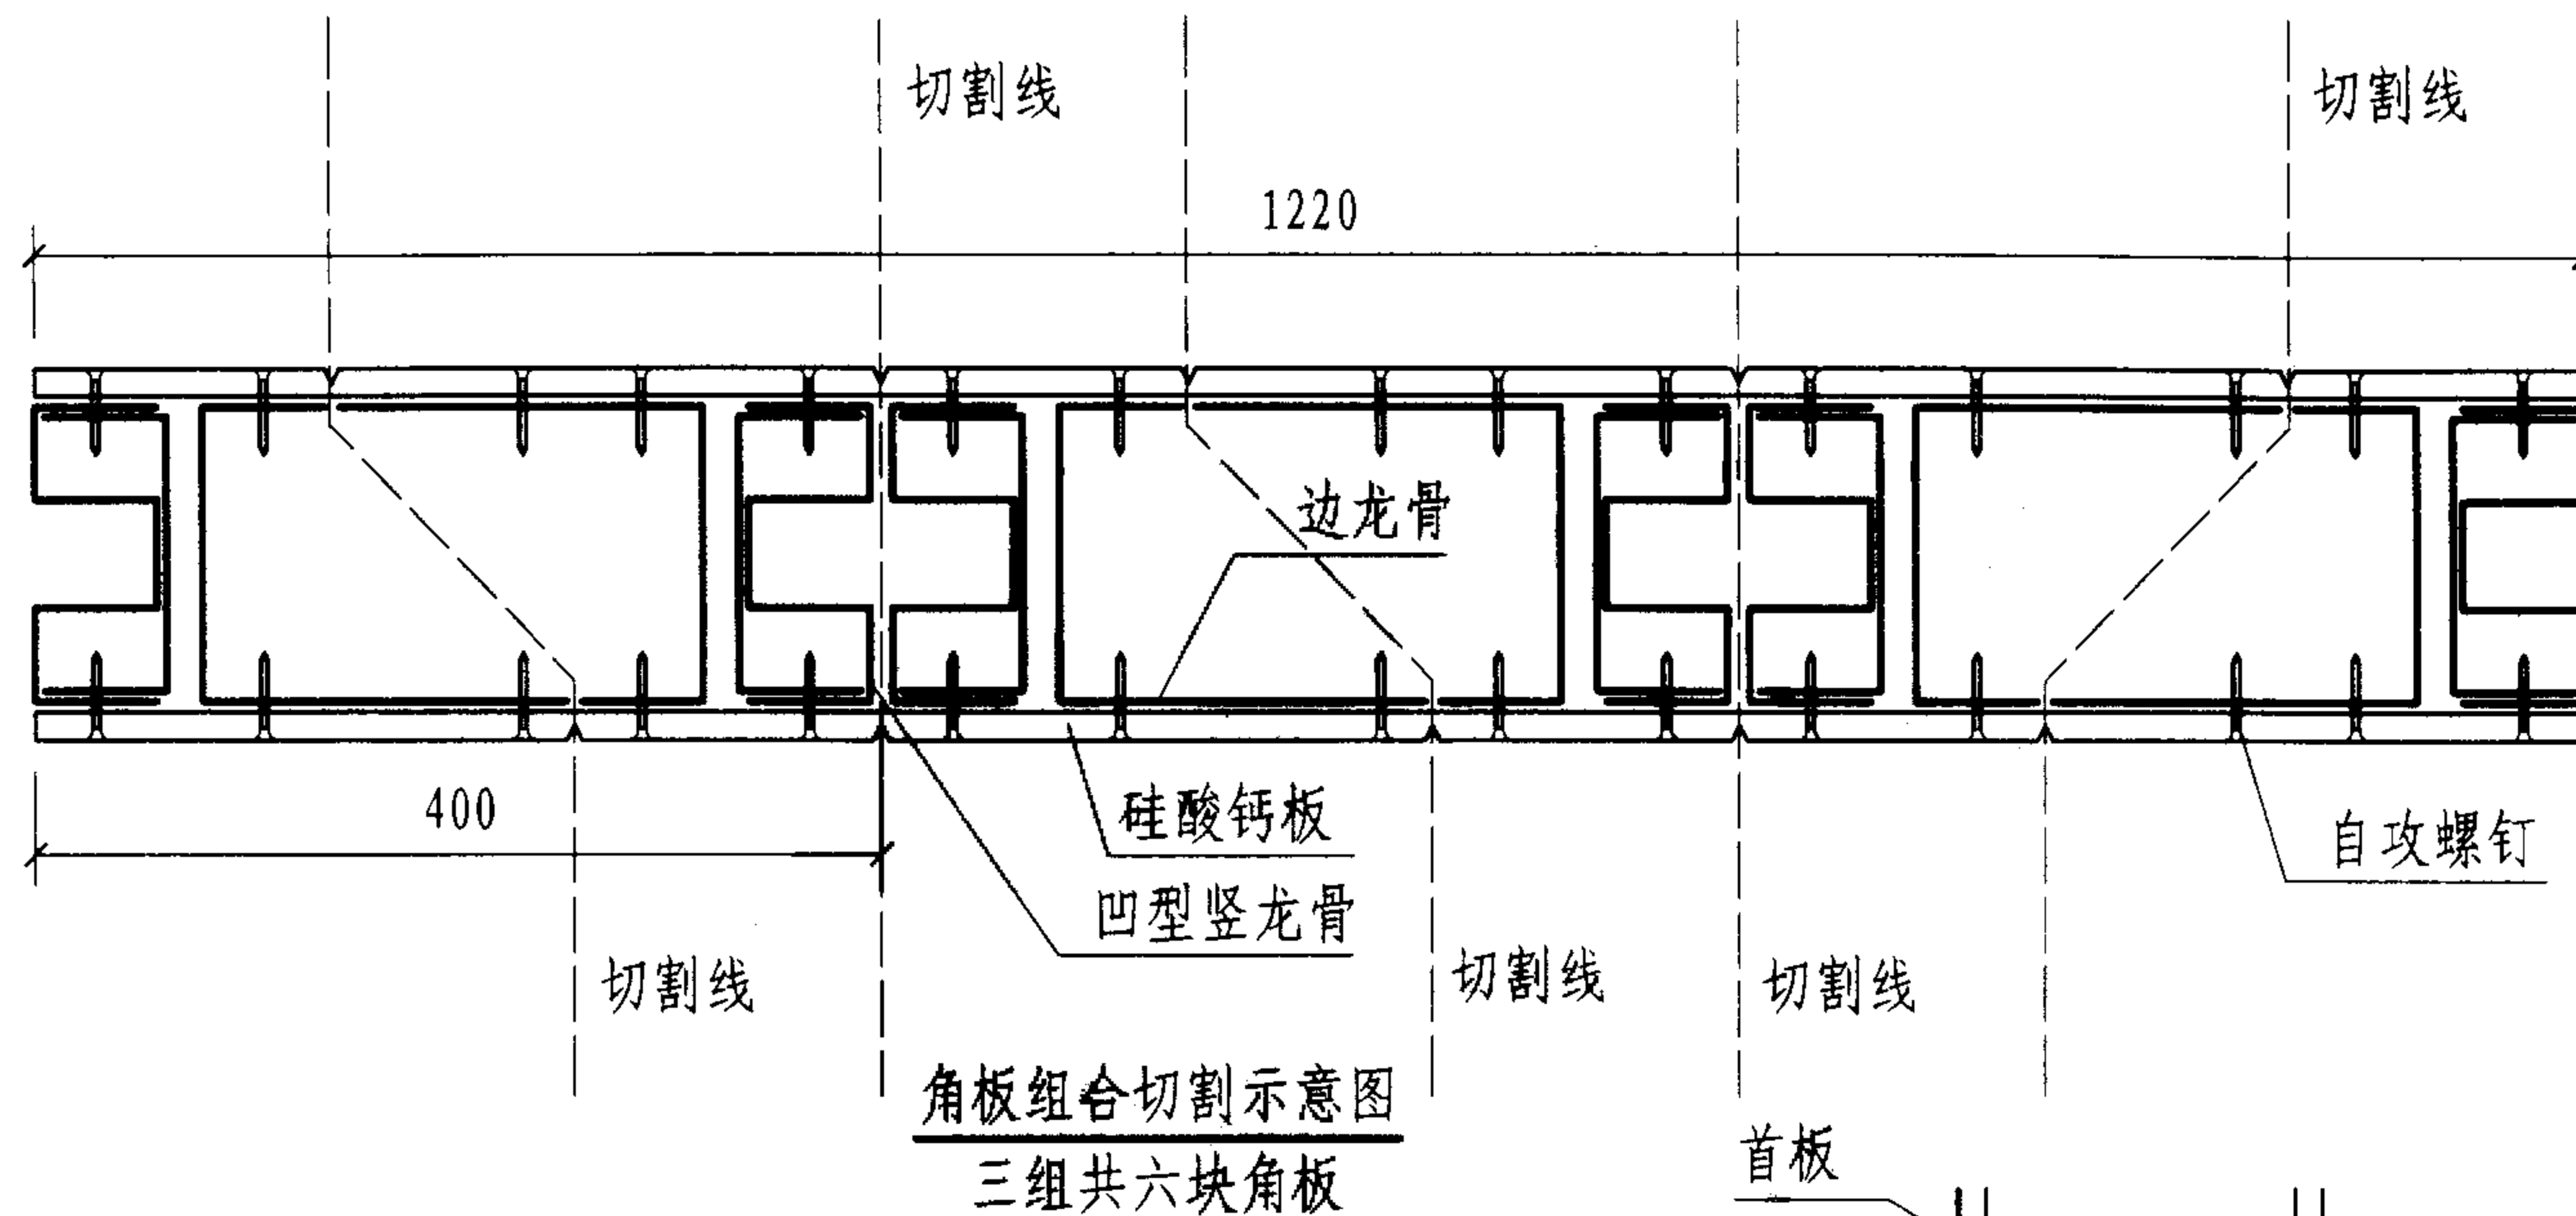 切割线
切割线
1220
边龙骨
400
硅酸钙板
自攻螺钉
凹型竖龙骨
切割线
切割线
切割线
角板组合切割示意图
三组共六块角板
首板